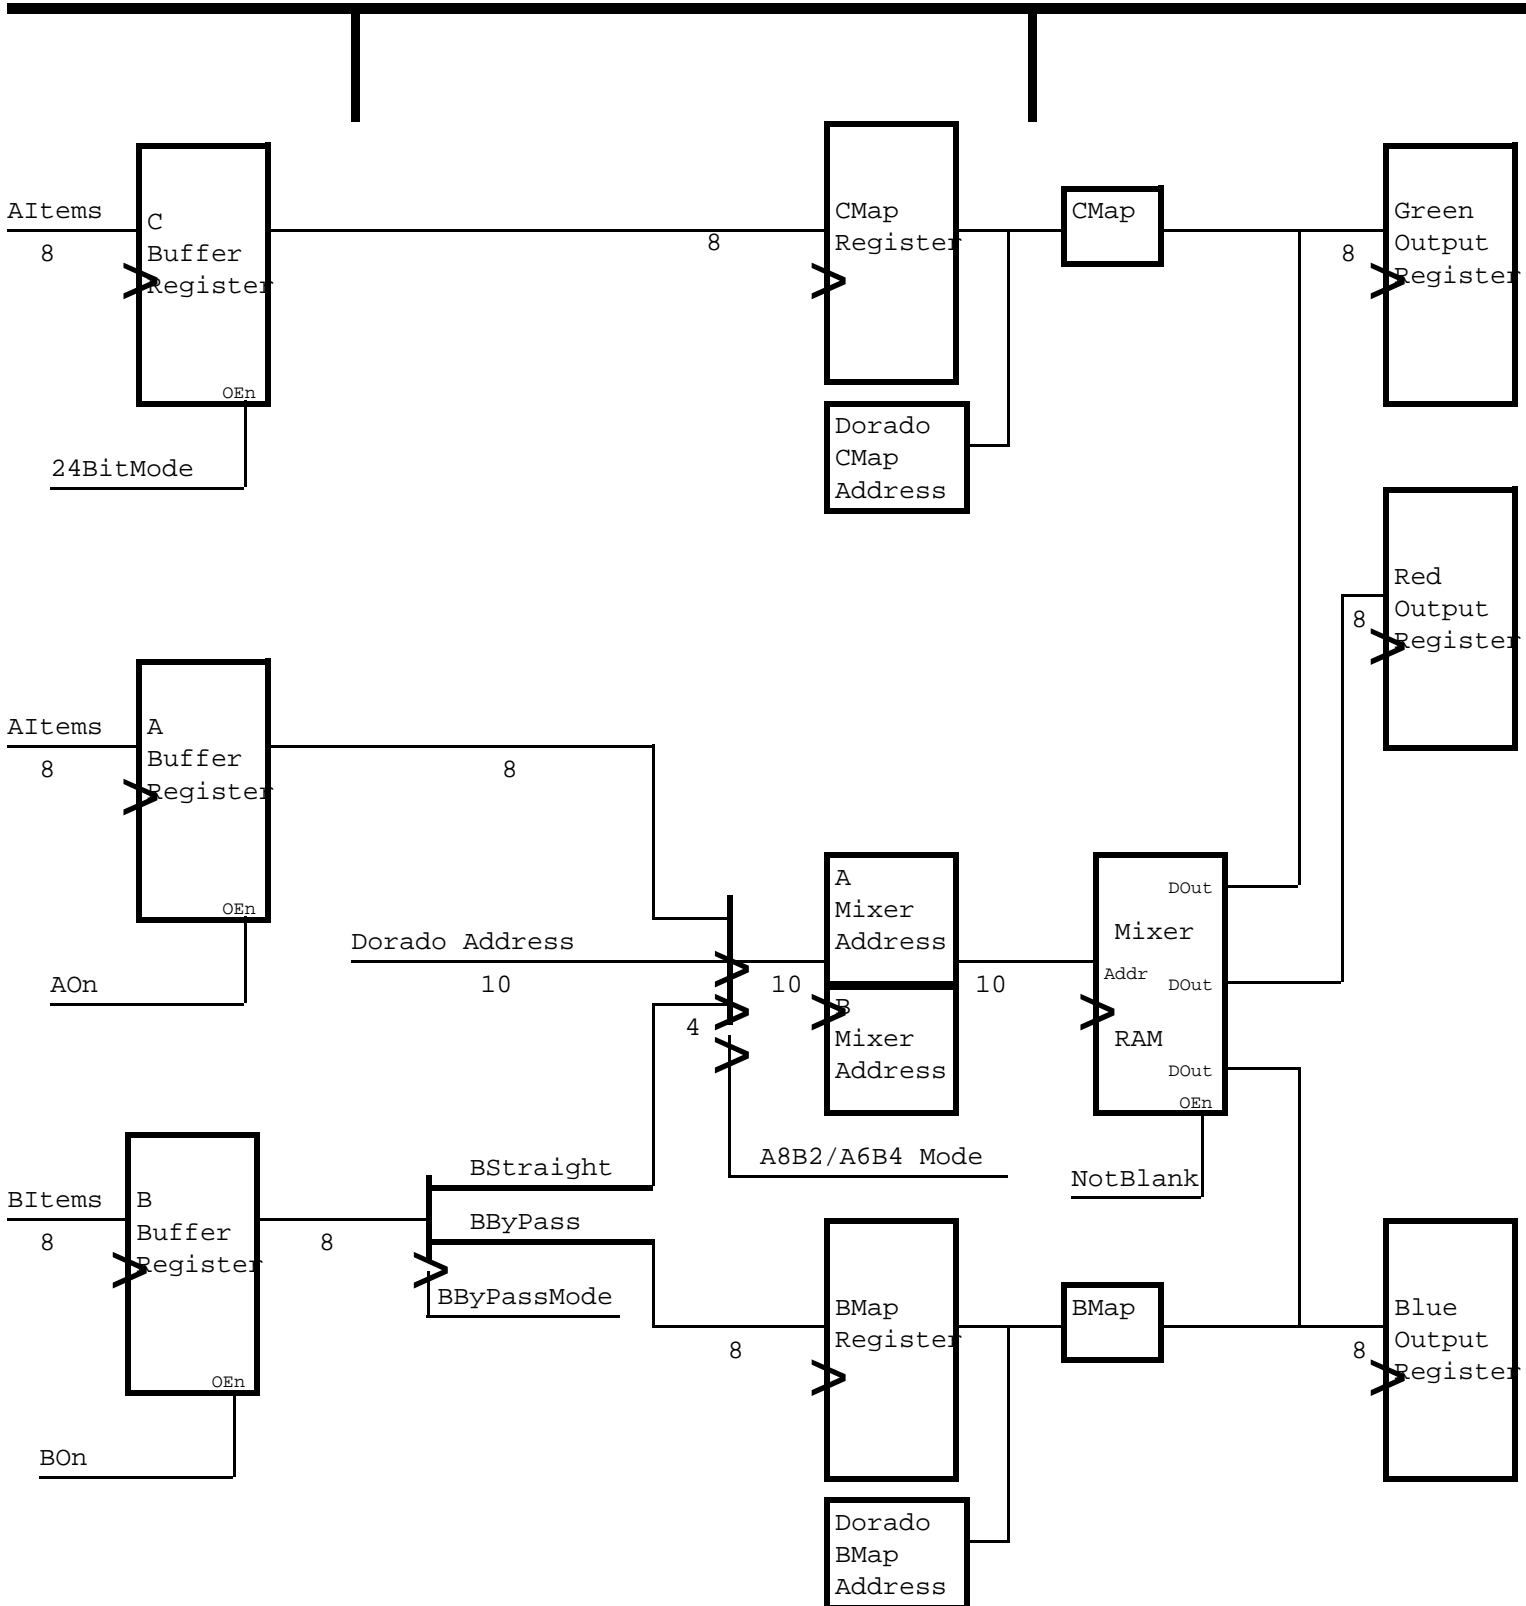 AItems
8
C
Buffer
Register
OEn
24BitMode
8
CMap
Register
Dorado
CMap
Address
CMap
8
Green
Output
Register
8
Red
Output
Register
AItems
8
A
Buffer
Register
OEn
AOn
8
Dorado Address
10
4
10
A
Mixer
Address
B
Mixer
Address
10
DOut
Mixer
Addr
DOut
RAM
DOut
OEn
A8B2/A6B4 Mode
NotBlank
BItems
8
B
Buffer
Register
OEn
BOn
8
BStraight
BByPass
BByPassMode
8
BMap
Register
BMap
8
Blue
Output
Register
Dorado
BMap
Address